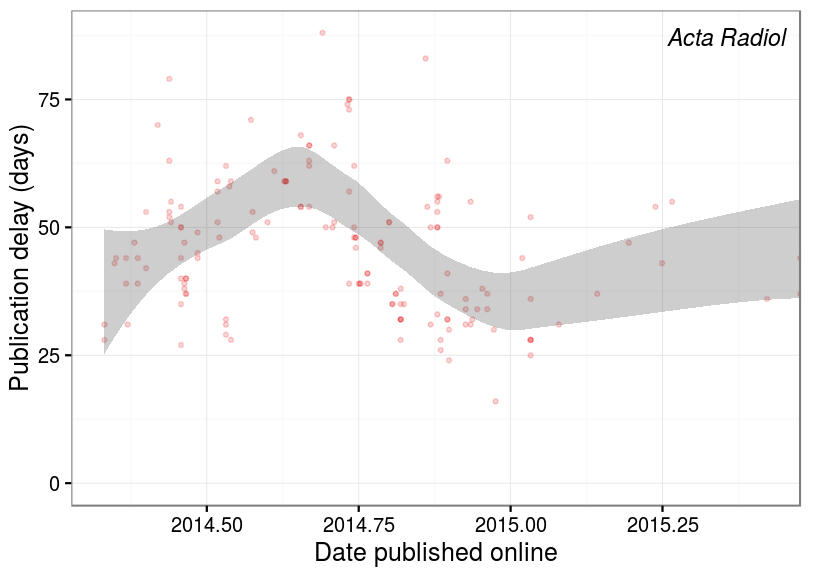 Acta Radiol
Publication delay (days)
75
50
25
0
2014.50 2014.75 2015.00 2015.25
Date published online